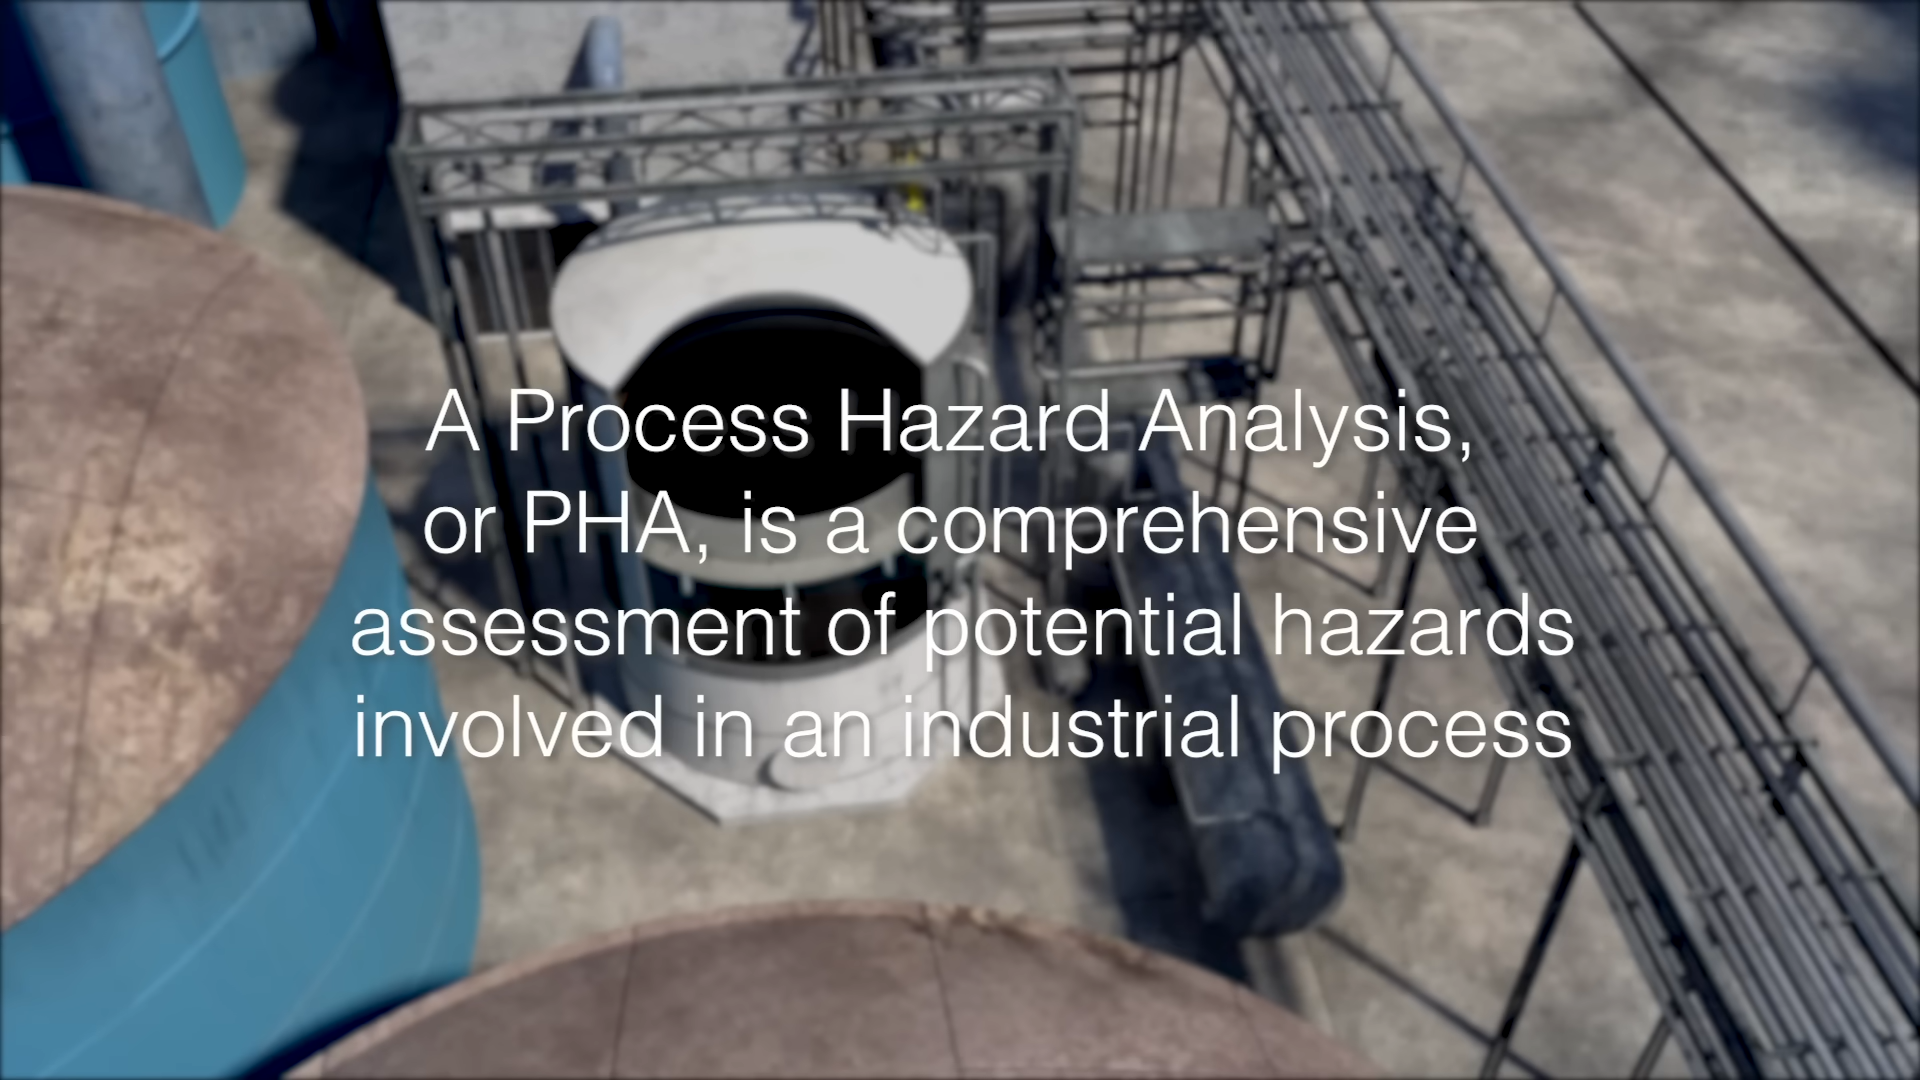 A Process Hazard Analysis,
or PHA, is a comprehensive
assessment of potential hazards
involved in an industrial process